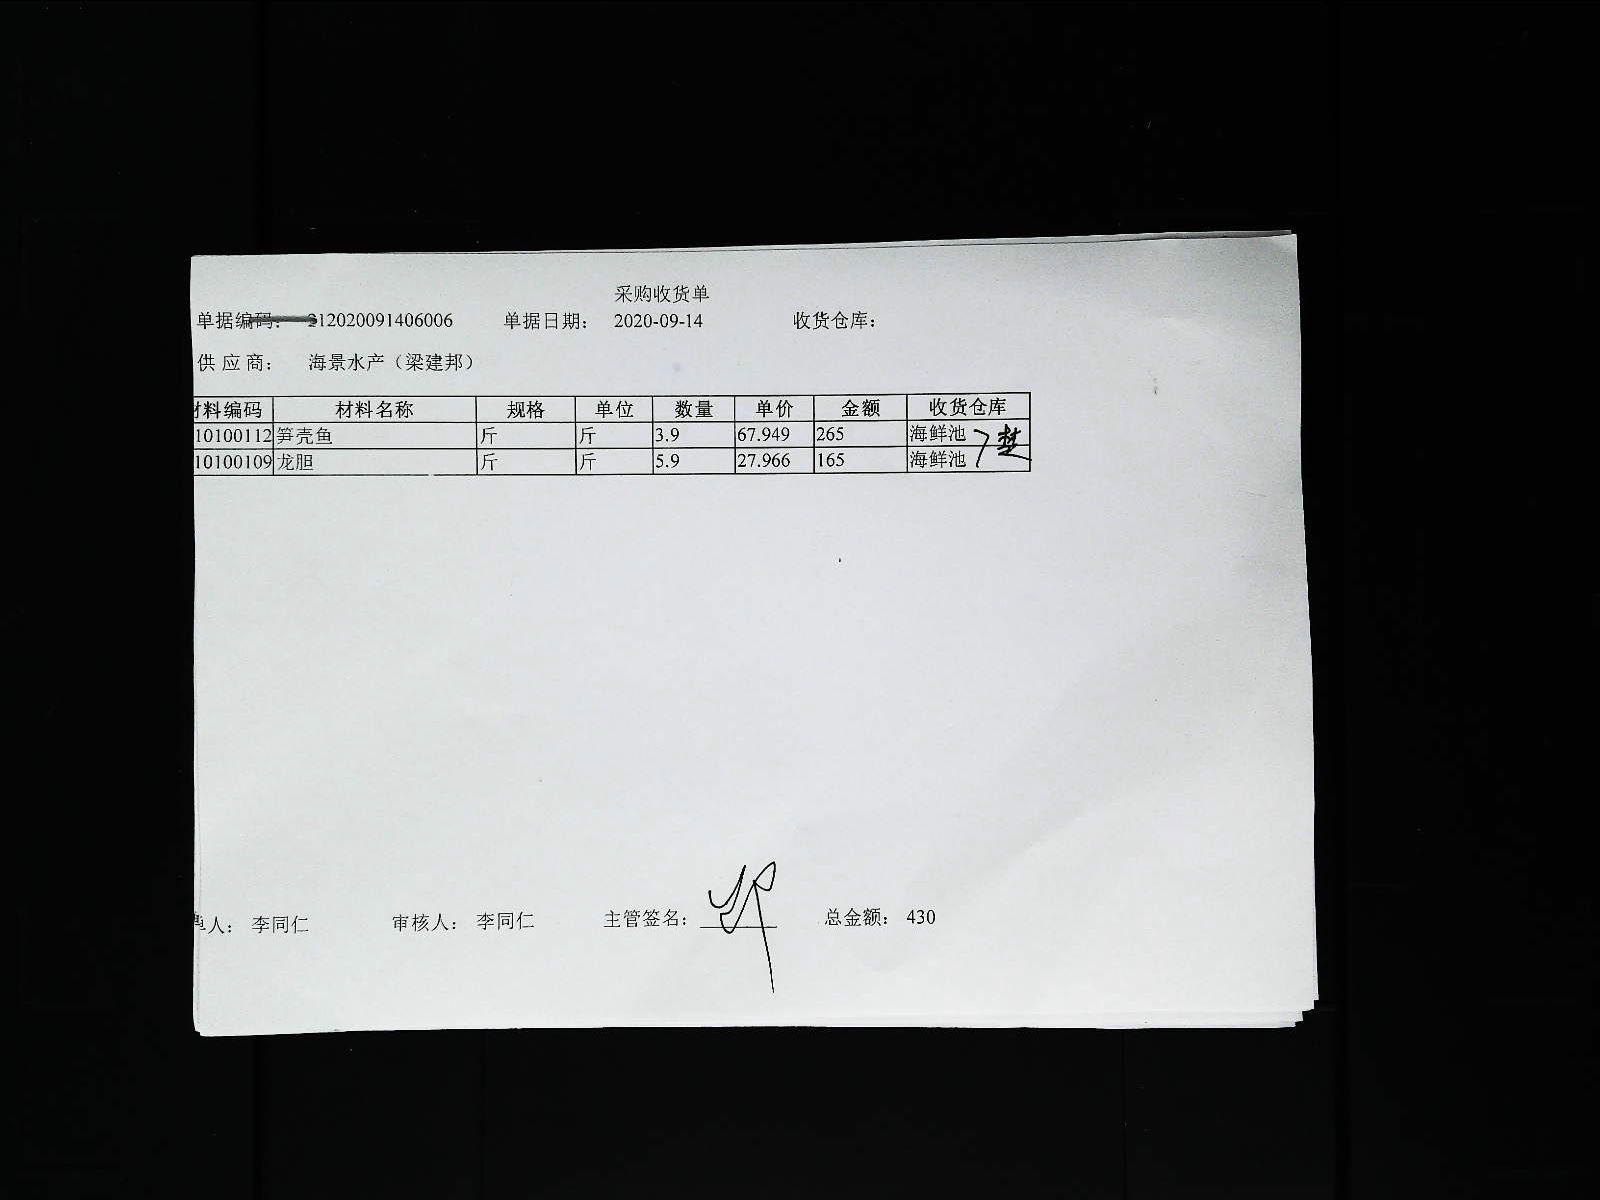 采购收货单
单据编码: 312020091406006 单据日期: 2020-09-14 收货仓库:
供应商: 海景水产（梁建邦）
材料编码 材料名称 规格 单位 数量 单价 金额 收货仓库
10100112 笋壳鱼 斤 斤 3.9 67.949 265 海鲜池
10100109 龙胆 斤 斤 5.9 27.966 165 海鲜池
单人: 李同仁 审核人: 李同仁 主管签名: 总金额: 430